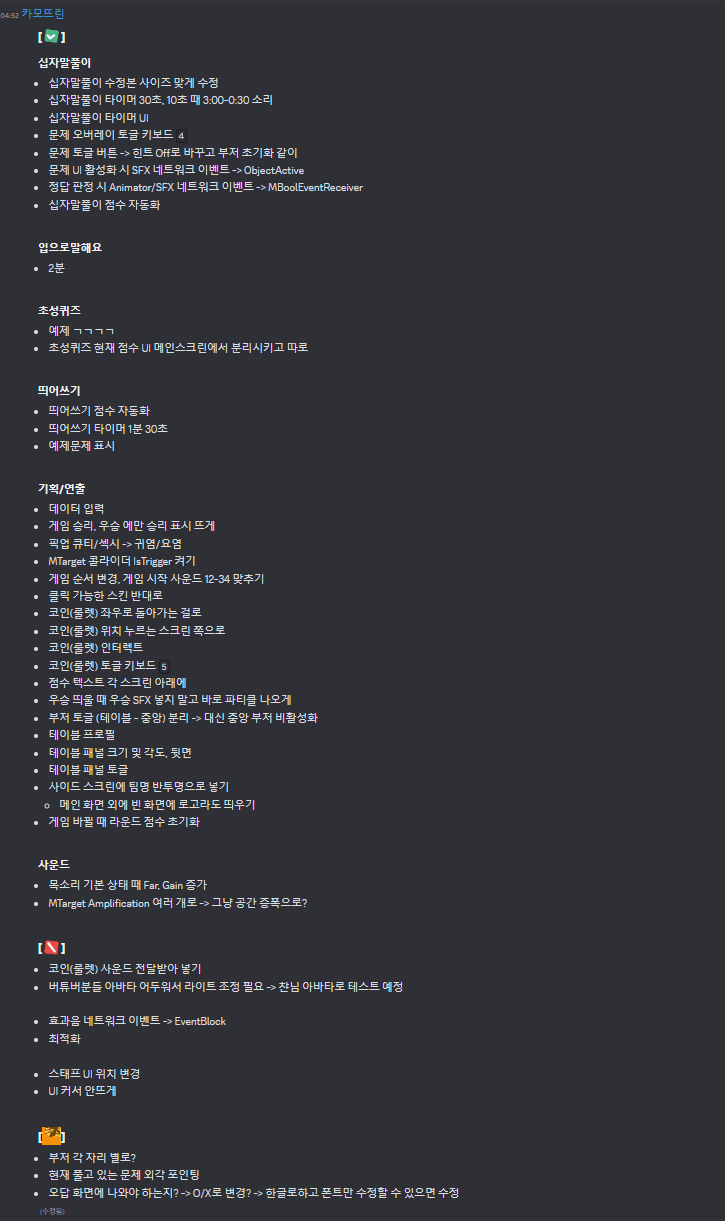 04:52 카모뜨린
[✅]
십자말풀이
십자말풀이 수정본 사이즈 맞게 수정
십자말풀이 타이머 30초, 10초 때 3:00-0:30 소리
십자말풀이 타이머 UI
문제 오버레이 토글 키보드 4
문제 토글 버튼 -> 힌트 Off로 바꾸고 부저 초기화 같이
문제 UI 활성화 시 SFX 네트워크 이벤트 -> ObjectActive
정답 판정 시 Animator/SFX 네트워크 이벤트 -> MBoolEventReceiver
십자말풀이 점수 자동화
입으로말해요
2분
초성퀴즈
예제 ㄱㄱㄱㄱ
초성퀴즈 현재 점수 UI 메인스크린에서 분리시키고 따로
띄어쓰기
띄어쓰기 점수 자동화
띄어쓰기 타이머 1분 30초
예제문제 표시
기획/연출
데이터 입력
게임 승리, 우승 에만 승리 표시 뜨게
픽업 큐티/섹시 -> 귀염/요염
MTarget 콜라이더 IsTrigger 켜기
게임 순서 변경, 게임 시작 사운드 12-34 맞추기
클릭 가능한 스킨 반대로
코인(룰렛) 좌우로 돌아가는 걸로
코인(룰렛) 위치 누르는 스크린 쪽으로
코인(룰렛) 인터렉트
코인(룰렛) 토글 키보드 5
점수 텍스트 각 스크린 아래에
우승 띄울 때 우승 SFX 넣지 말고 바로 파티클 나오게
부저 토글 (테이블 - 중앙) 분리 -> 대신 중앙 부저 비활성화
테이블 프로필
테이블 패널 크기 및 각도, 뒷면
테이블 패널 토글
사이드 스크린에 팀명 반투명으로 넣기
메인 화면 외에 빈 화면에 로고라도 띄우기
게임 바뀔 때 라운드 점수 초기화
사운드
목소리 기본 상태 때 Far, Gain 증가
MTarget Amplification 여러 개로 -> 그냥 공간 증폭으로?
[ ]
코인(룰렛) 사운드 전달받아 넣기
버튜버분들 아바타 어두워서 라이트 조정 필요 -> 챤님 아바타로 테스트 예정
효과음 네트워크 이벤트 -> EventBlock
최적화
스태프 UI 위치 변경
UI 커서 안뜨게
[ ]
부저 각 자리 별로?
현재 풀고 있는 문제 외각 포인팅
오답 화면에 나와야 하는지? -> O/X로 변경? -> 한글로하고 폰트만 수정할 수 있으면 수정
(수정됨)